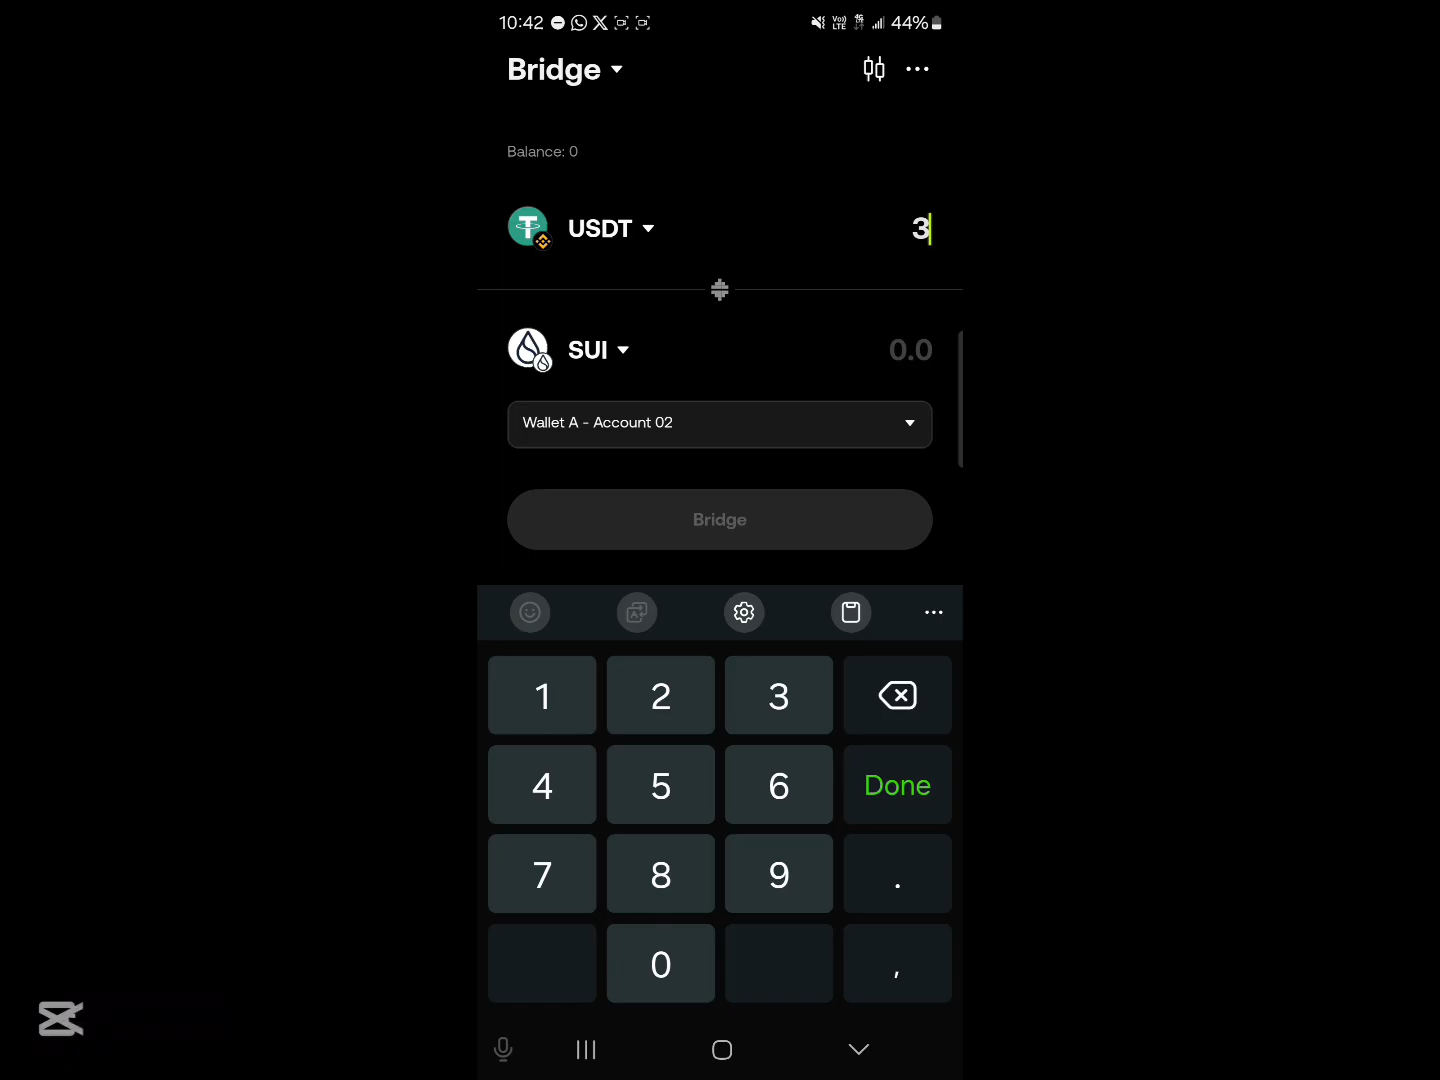 10:42 44%
Bridge
Balance: 0
USDT 3
SUI 0.0
Wallet A - Account 02
Bridge
1 2 3
4 5 6 Done
7 8 9 .
0 ,